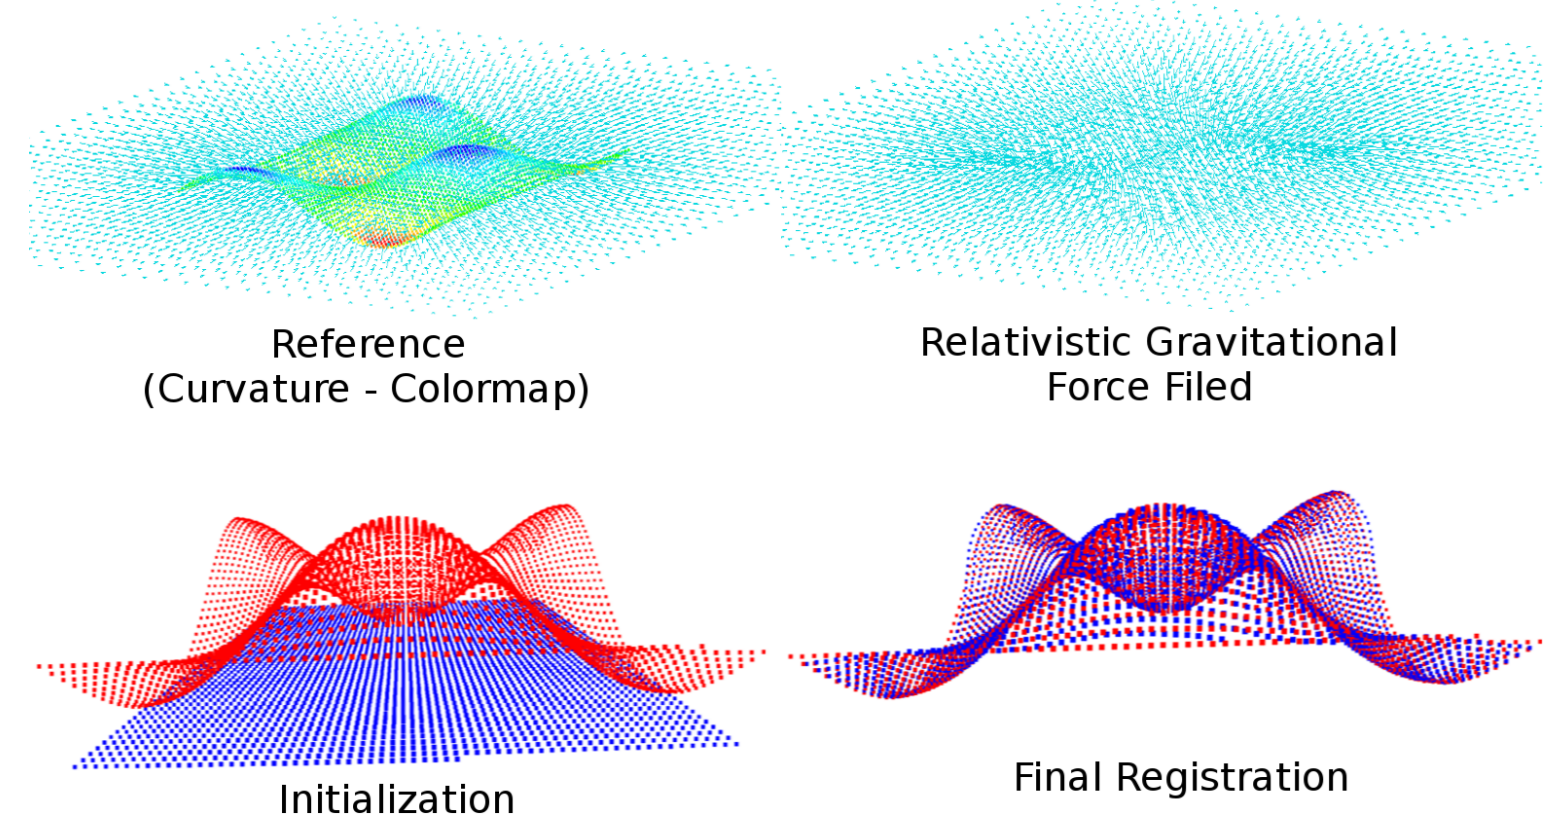 Reference
(Curvature - Colormap)
Relativistic Gravitational
Force Filed
Initialization
Final Registration